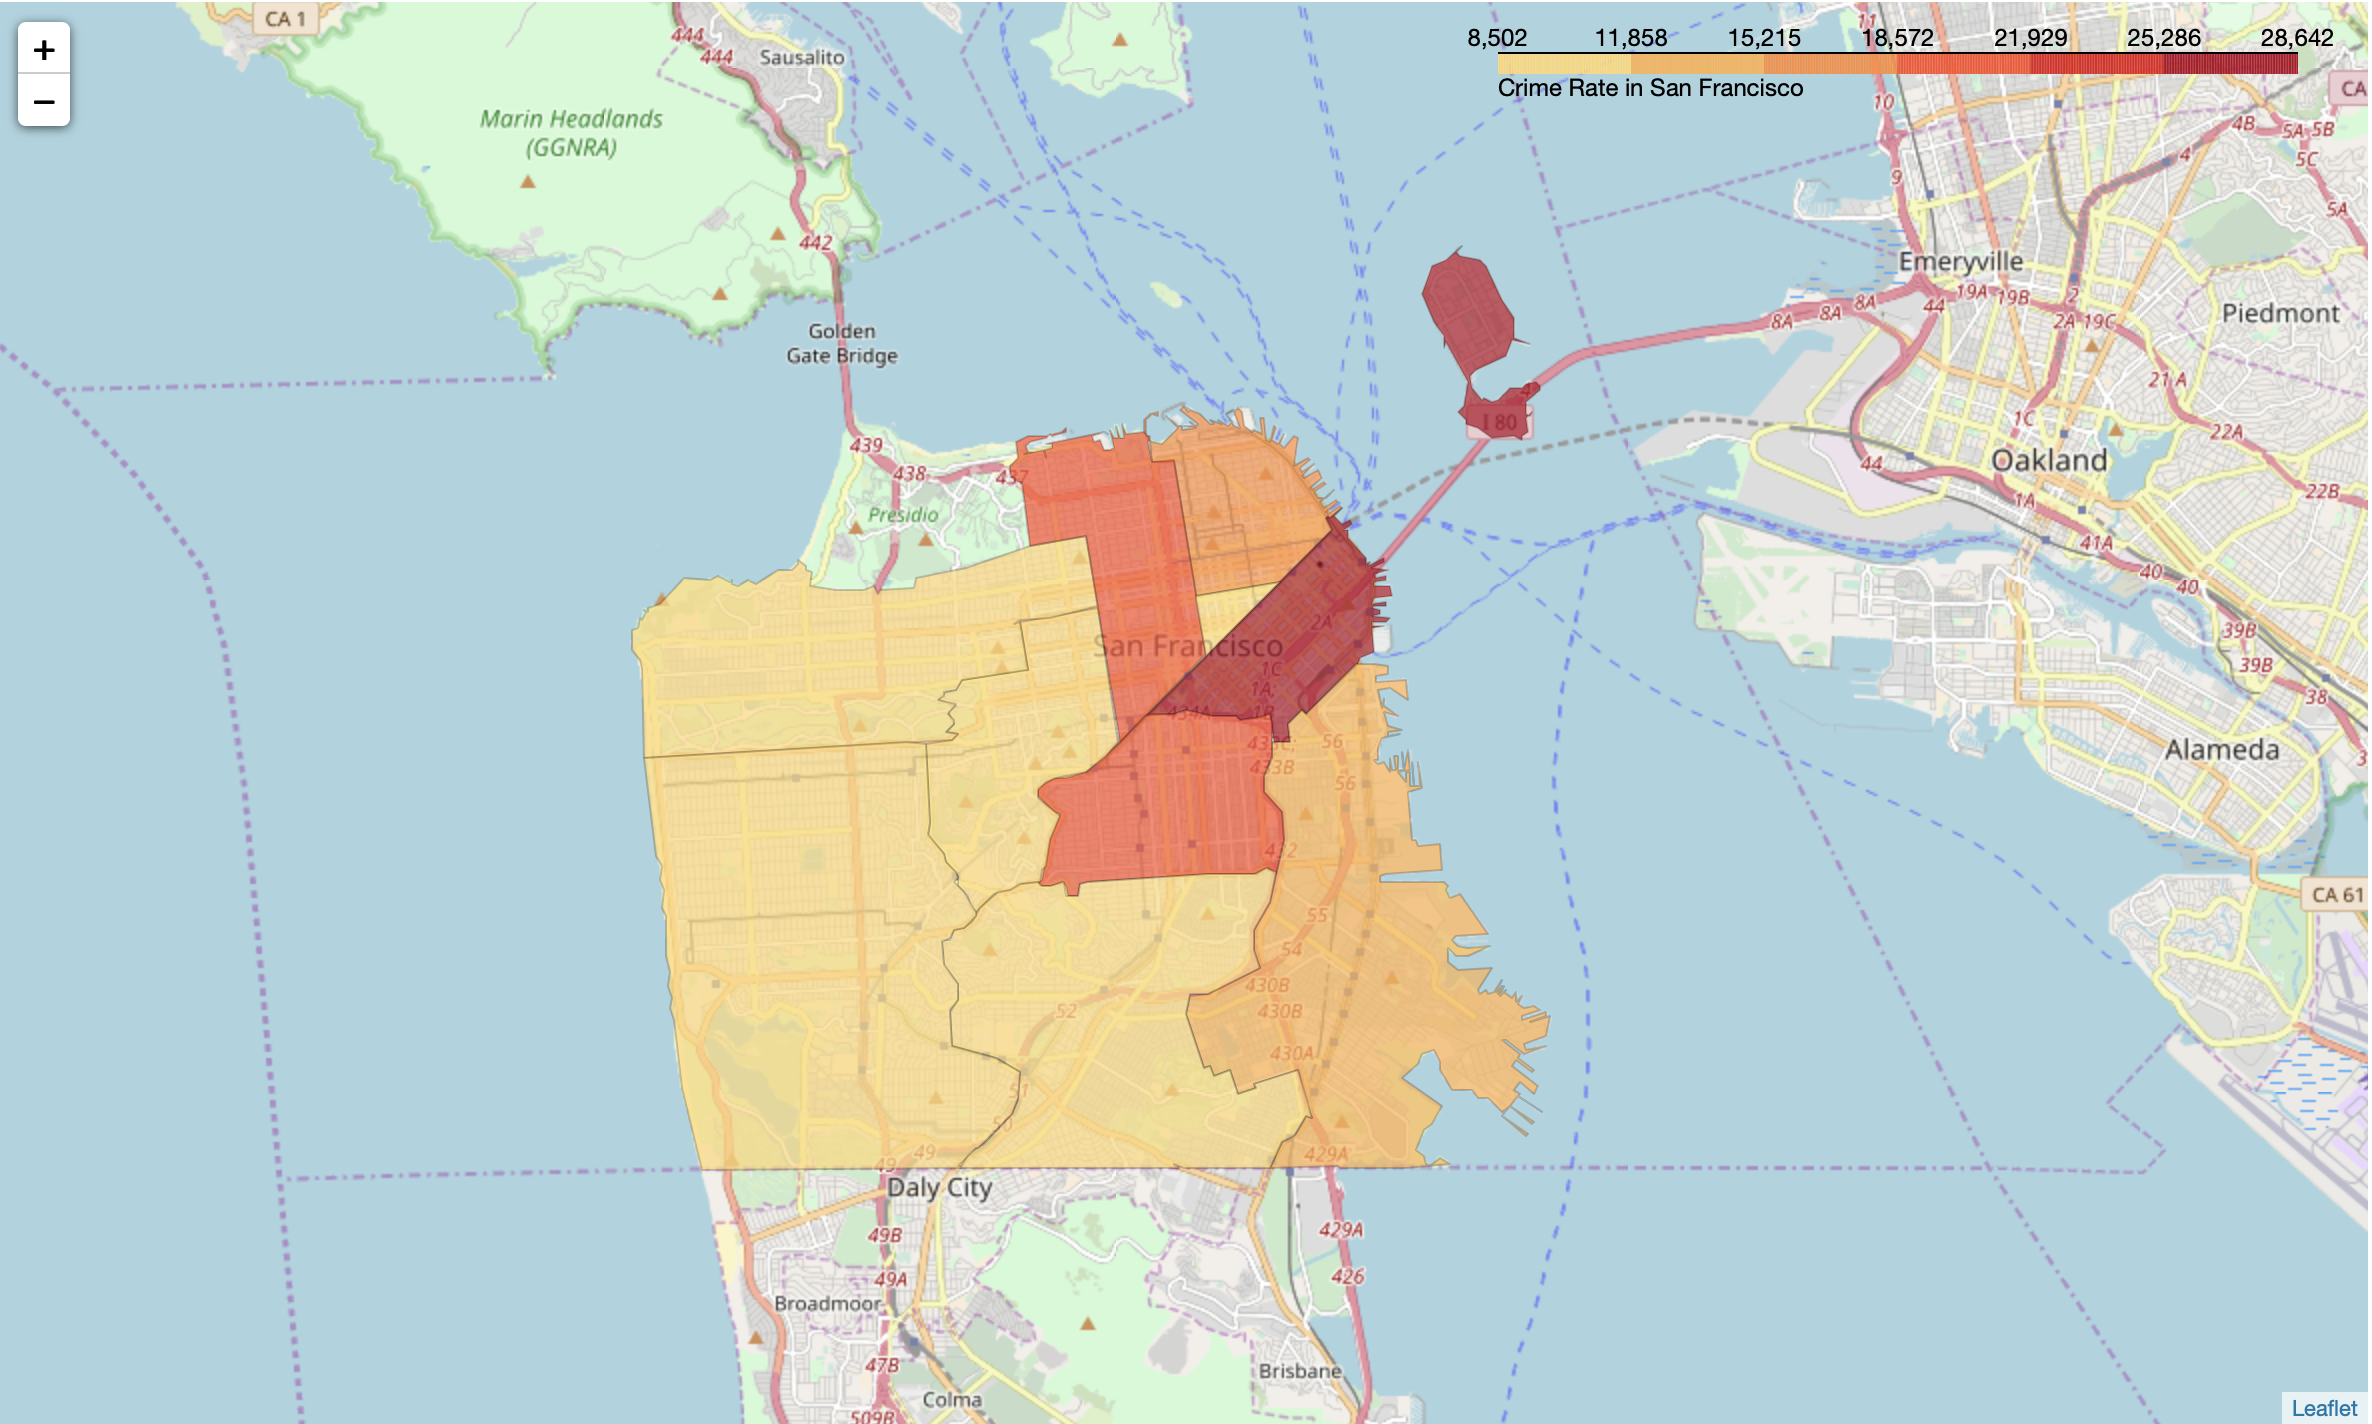 +
−
8,502 11,858 15,215 18,572 21,929 25,286 28,642
Crime Rate in San Francisco
CA 1
444
444
Sausalito
Marin Headlands
(GGNRA)
442
Golden
Gate Bridge
439
438
437
Presidio
San Francisco
I 80
4
2A
1C
1A;
1B
434A
433C;
433B
56
56
432
55
54
430B
430B
430A
52
51
50
49
49
429A
Daly City
49B
49A
Broadmoor
47B
Colma
509B
429A
426
Brisbane
11
10
9
CA
4B
5A 5B
5C
4
5A
Emeryville
19A 19B
44
8A
8A
8A
2
2A 19C
Piedmont
21A
1C
22A
Oakland
44
1A
22B
41A
40
40
39B
39B
38
3
Alameda
CA 61
Leaflet